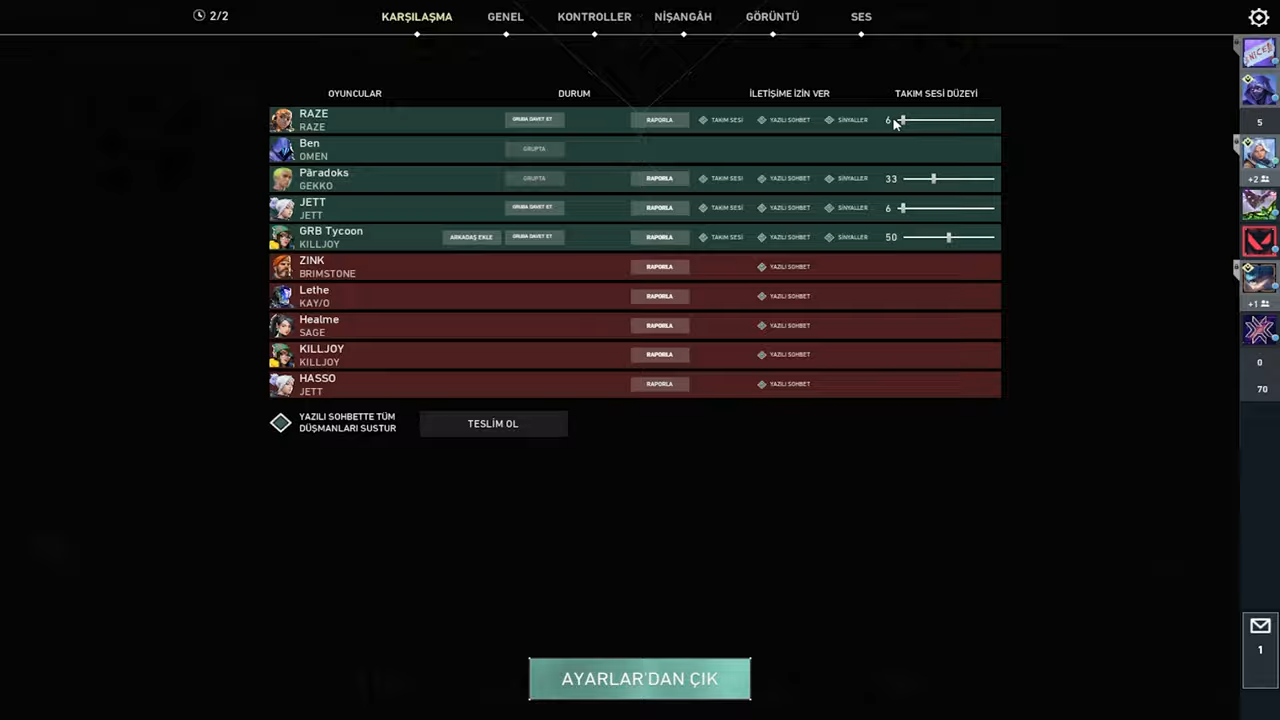 2/2
KARŞILAŞMA GENEL KONTROLLER NİŞANGÂH GÖRÜNTÜ SES
OYUNCULAR DURUM İLETİŞİME İZİN VER TAKIM SESİ DÜZEYİ
RAZE
RAZE
GRUBA DAVET ET RAPORLA TAKIM SESİ YAZILI SOHBET SİNYALLER 6
Ben
OMEN
GRUPTA
Pàradoks
GEKKO
GRUPTA RAPORLA TAKIM SESİ YAZILI SOHBET SİNYALLER 33
JETT
JETT
GRUBA DAVET ET RAPORLA TAKIM SESİ YAZILI SOHBET SİNYALLER 6
GRB Tycoon
KILLJOY
ARKADAŞ EKLE GRUBA DAVET ET RAPORLA TAKIM SESİ YAZILI SOHBET SİNYALLER 50
ZINK
BRIMSTONE
RAPORLA YAZILI SOHBET
Lethe
KAY/O
RAPORLA YAZILI SOHBET
Healme
SAGE
RAPORLA YAZILI SOHBET
KILLJOY
KILLJOY
RAPORLA YAZILI SOHBET
HASSO
JETT
RAPORLA YAZILI SOHBET
YAZILI SOHBETTE TÜM
DÜŞMANLARI SUSTUR
TESLİM OL
AYARLAR'DAN ÇIK
NICE!
5
+2
+1
0
70
1